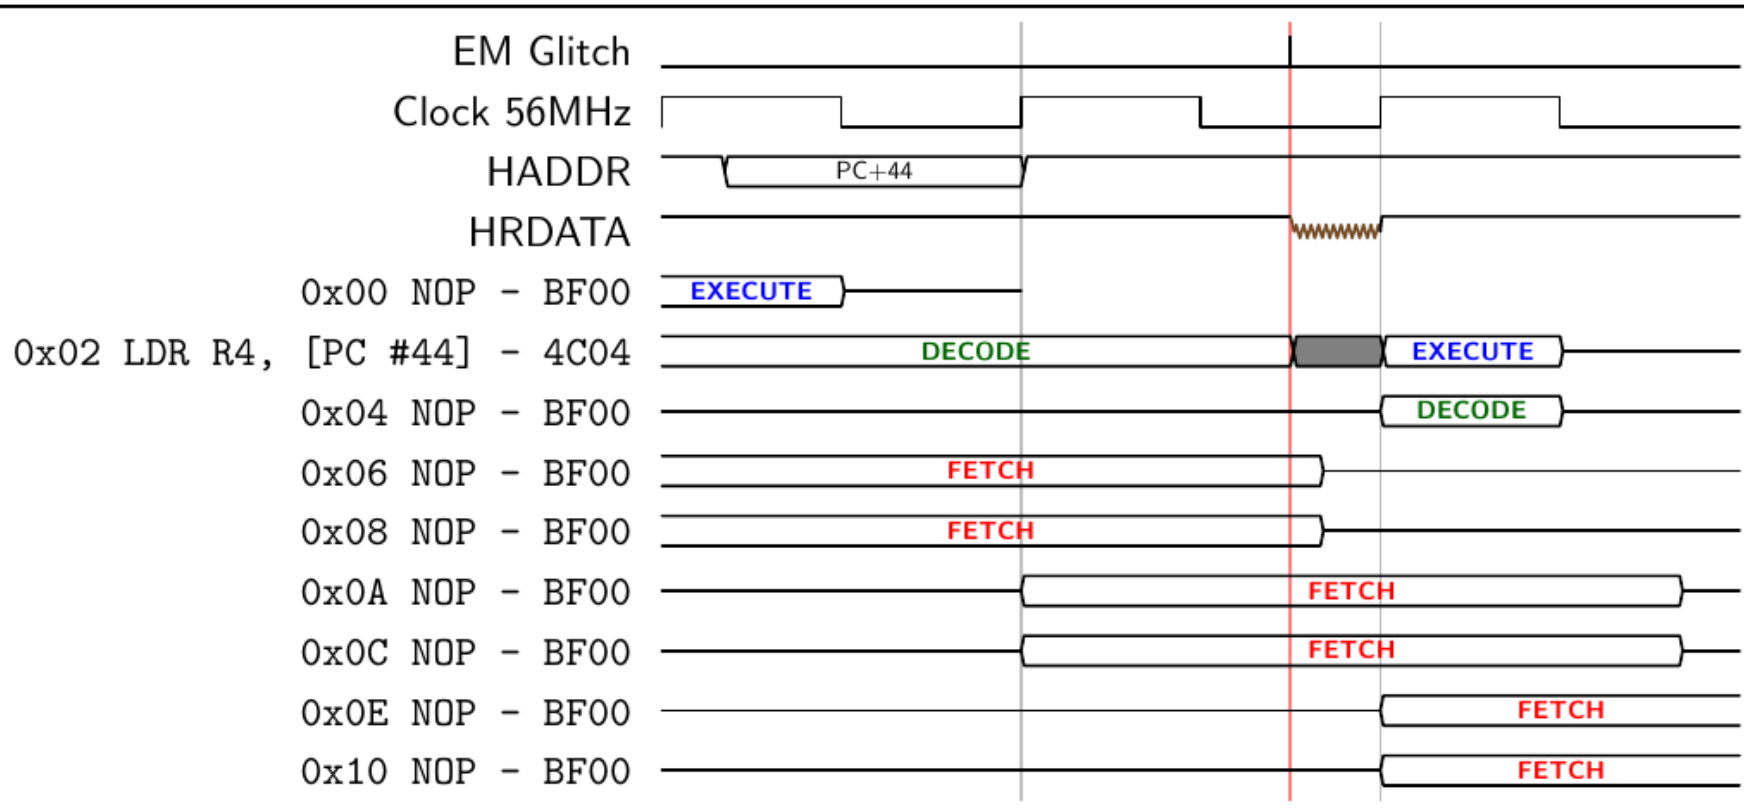 EM Glitch
Clock 56MHz
HADDR PC+44
HRDATA
0x00 NOP - BF00 EXECUTE
0x02 LDR R4, [PC #44] - 4C04 DECODE EXECUTE
0x04 NOP - BF00 DECODE
0x06 NOP - BF00 FETCH
0x08 NOP - BF00 FETCH
0x0A NOP - BF00 FETCH
0x0C NOP - BF00 FETCH
0x0E NOP - BF00 FETCH
0x10 NOP - BF00 FETCH